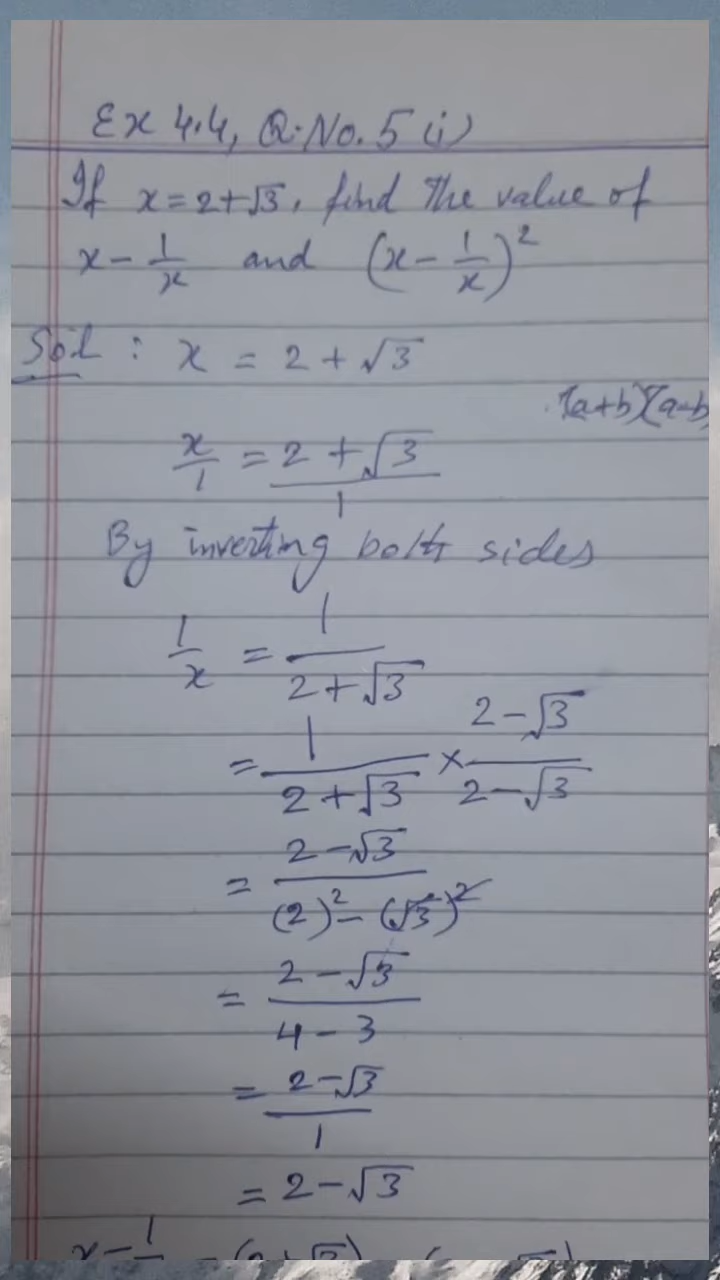 Ex 4.4, Q.No. 5 (i)
If x = 2+√3, find the value of
x - 1/x and (x - 1/x)²
Sol : x = 2 + √3
(a+b)(a-b)
x/1 = (2 + √3)/1
By inverting both sides
1/x = 1/(2+√3)
= 1/(2+√3) × (2-√3)/(2-√3)
= (2-√3)/((2)² - (√3)²)
= (2-√3)/(4-3)
= (2-√3)/1
= 2-√3